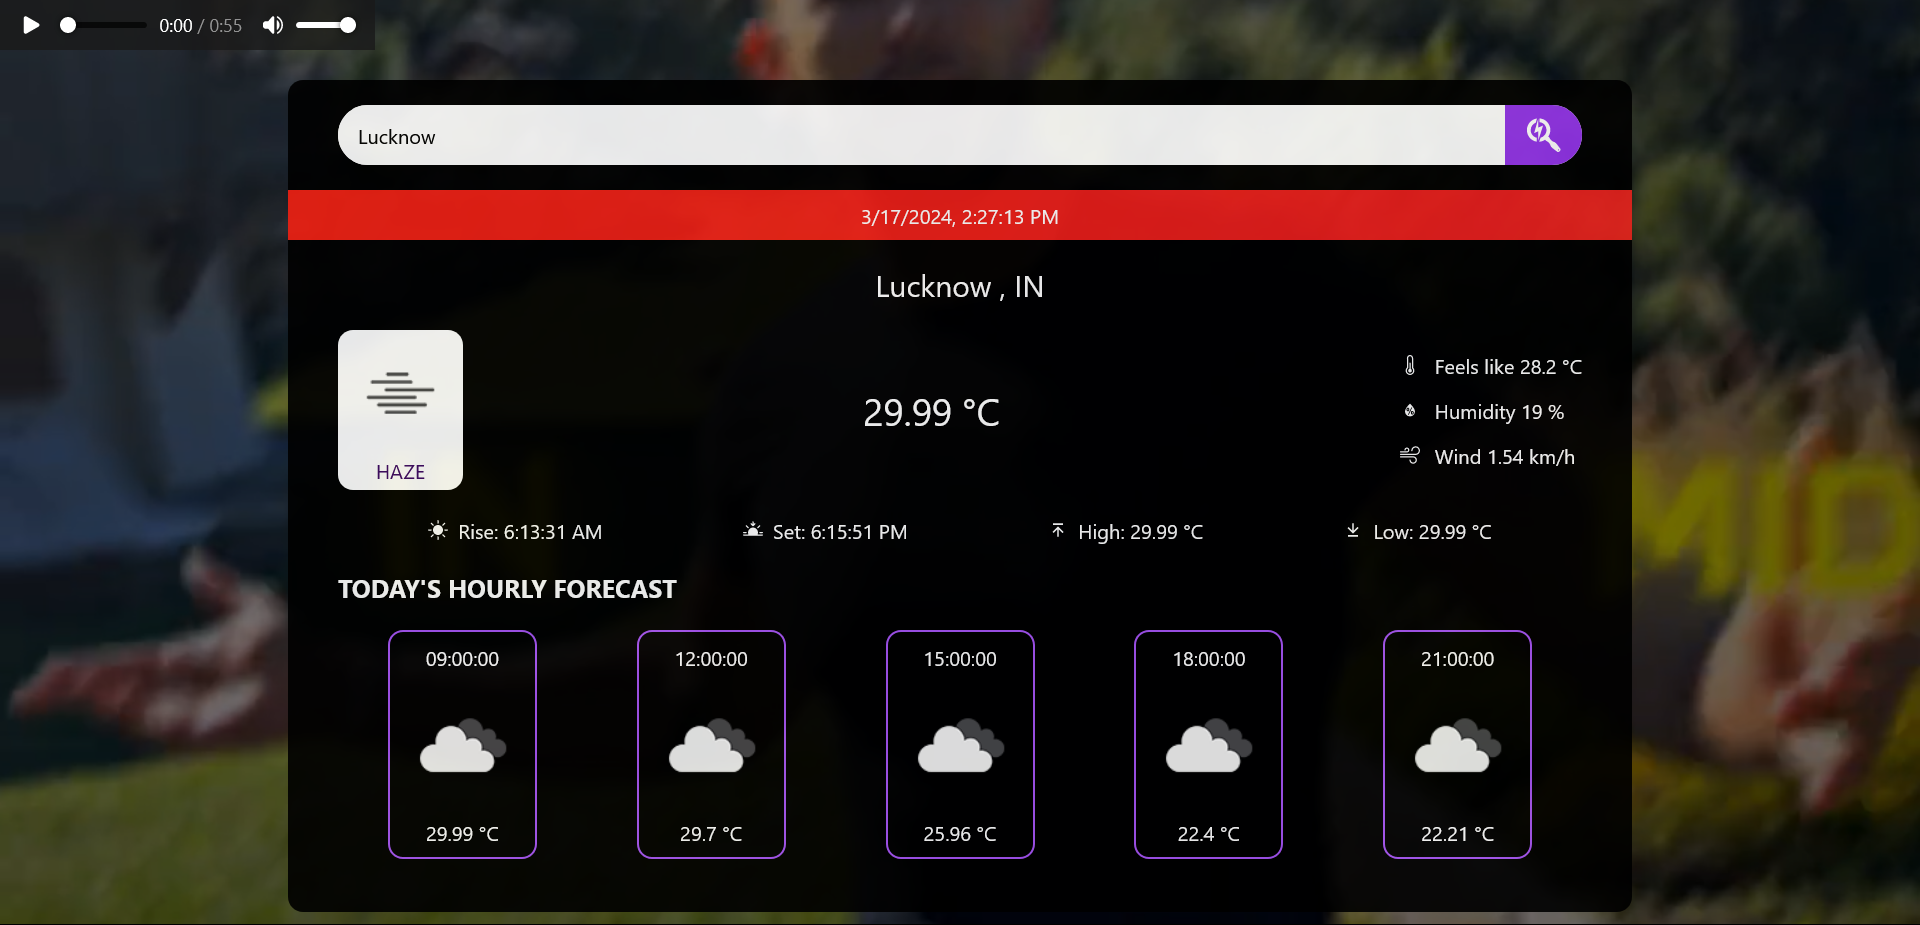 0:00 / 0:55
Lucknow
3/17/2024, 2:27:13 PM
Lucknow , IN
HAZE
29.99 °C
Feels like 28.2 °C
Humidity 19 %
Wind 1.54 km/h
Rise: 6:13:31 AM
Set: 6:15:51 PM
High: 29.99 °C
Low: 29.99 °C
TODAY'S HOURLY FORECAST
09:00:00
29.99 °C
12:00:00
29.7 °C
15:00:00
25.96 °C
18:00:00
22.4 °C
21:00:00
22.21 °C
MID